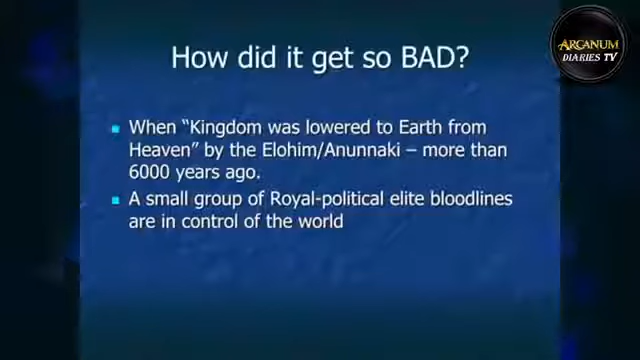 ARCANUM
DIARIES TV
How did it get so BAD?
When “Kingdom was lowered to Earth from
Heaven” by the Elohim/Anunnaki – more than
6000 years ago.
A small group of Royal-political elite bloodlines
are in control of the world